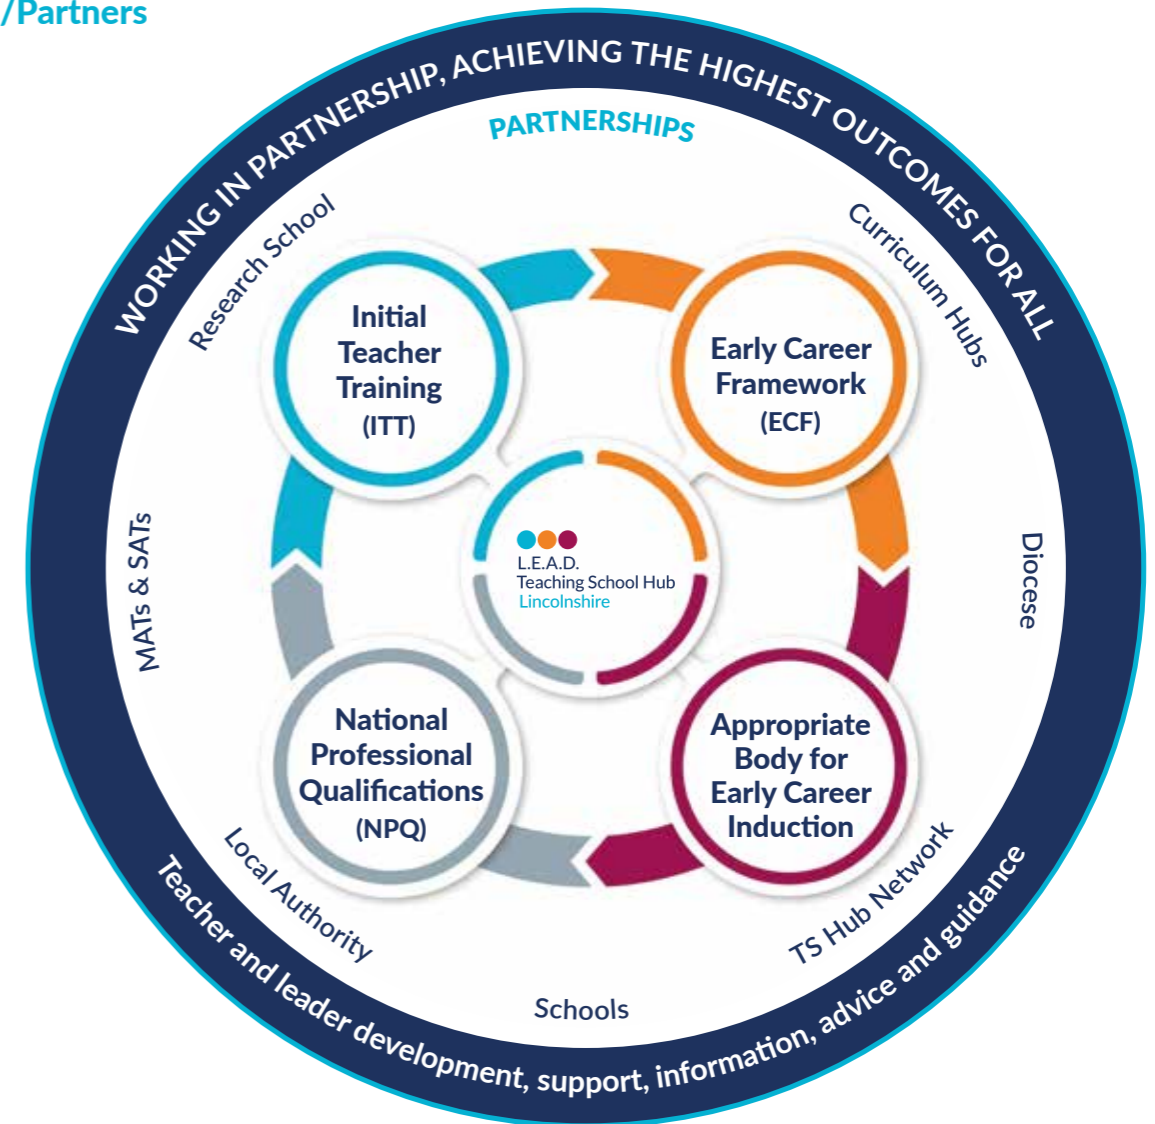 /Partners
WORKING IN PARTNERSHIP, ACHIEVING THE HIGHEST OUTCOMES FOR ALL
PARTNERSHIPS
Research School
Curriculum Hubs
Initial
Teacher
Training
(ITT)
Early Career
Framework
(ECF)
MATs & SATs
L.E.A.D.
Teaching School Hub
Lincolnshire
Diocese
National
Professional
Qualifications
(NPQ)
Appropriate
Body for
Early Career
Induction
Local Authority
TS Hub Network
Schools
Teacher and leader development, support, information, advice and guidance